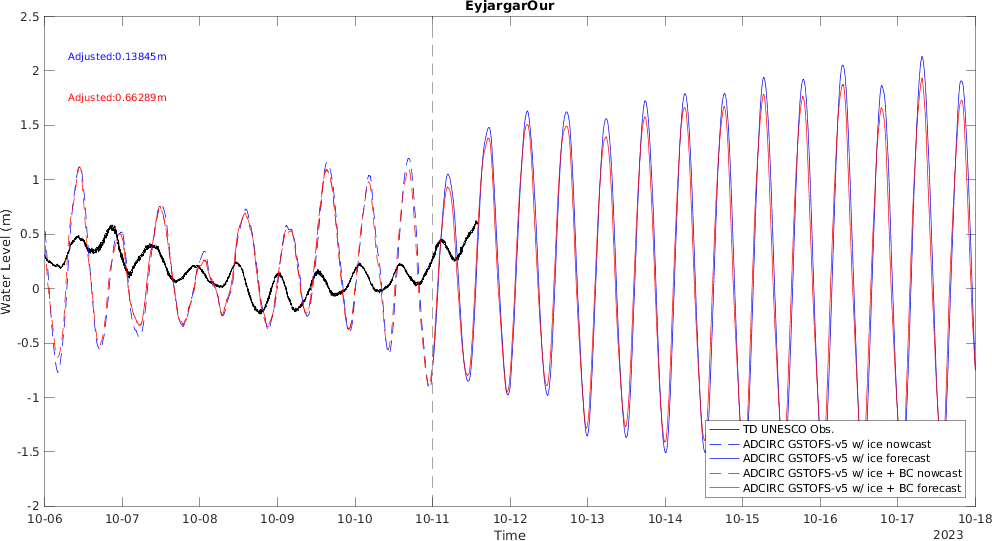 EyjargarOur
Adjusted:0.13845m
Adjusted:0.66289m
Water Level (m)
2.5
2
1.5
1
0.5
0
-0.5
-1
-1.5
-2
TD UNESCO Obs.
ADCIRC GSTOFS-v5 w/ ice nowcast
ADCIRC GSTOFS-v5 w/ ice forecast
ADCIRC GSTOFS-v5 w/ ice + BC nowcast
ADCIRC GSTOFS-v5 w/ ice + BC forecast
10-06 10-07 10-08 10-09 10-10 10-11 10-12 10-13 10-14 10-15 10-16 10-17 10-18
Time
2023